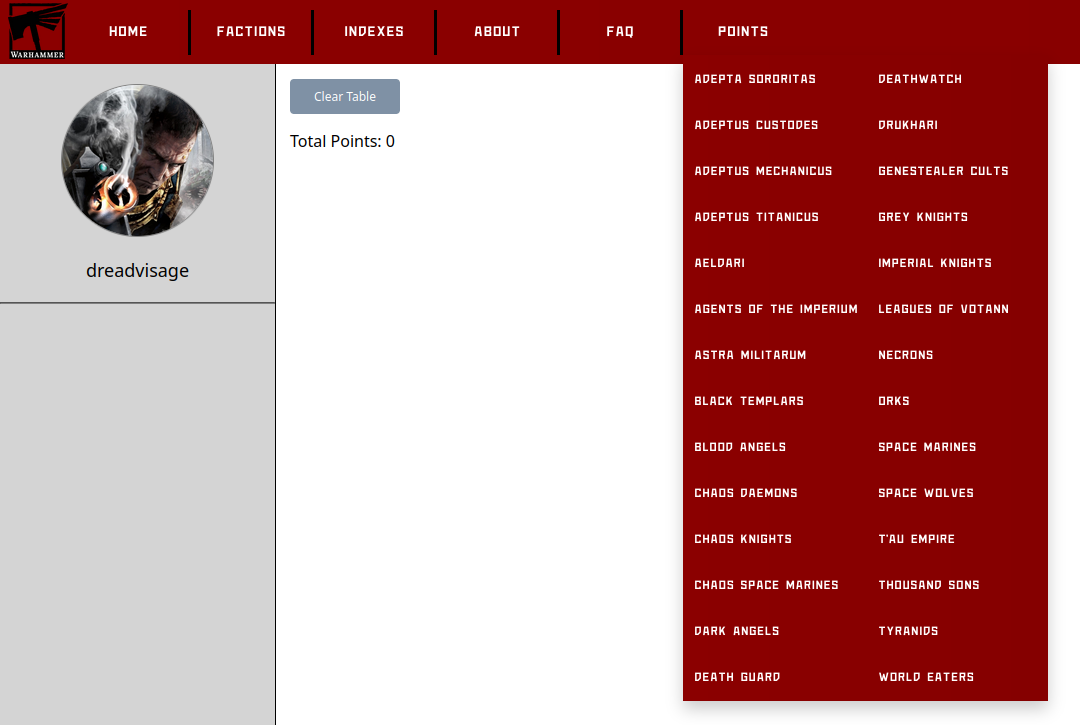 WARHAMMER
HOME
FACTIONS
INDEXES
ABOUT
FAQ
POINTS
dreadvisage
Clear Table
Total Points: 0
ADEPTA SORORITAS
ADEPTUS CUSTODES
ADEPTUS MECHANICUS
ADEPTUS TITANICUS
AELDARI
AGENTS OF THE IMPERIUM
ASTRA MILITARUM
BLACK TEMPLARS
BLOOD ANGELS
CHAOS DAEMONS
CHAOS KNIGHTS
CHAOS SPACE MARINES
DARK ANGELS
DEATH GUARD
DEATHWATCH
DRUKHARI
GENESTEALER CULTS
GREY KNIGHTS
IMPERIAL KNIGHTS
LEAGUES OF VOTANN
NECRONS
ORKS
SPACE MARINES
SPACE WOLVES
T'AU EMPIRE
THOUSAND SONS
TYRANIDS
WORLD EATERS